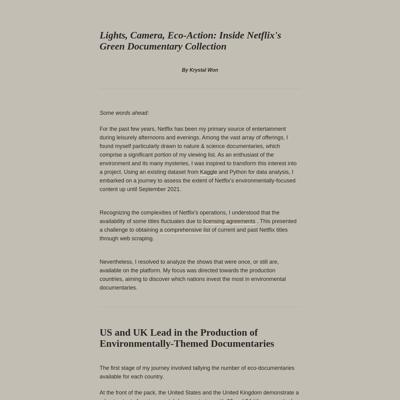 Lights, Camera, Eco-Action: Inside Netflix's
Green Documentary Collection
By Krystal Won
Some words ahead:
For the past few years, Netflix has been my primary source of entertainment
during leisurely afternoons and evenings. Among the vast array of offerings, I
found myself particularly drawn to nature & science documentaries, which
comprise a significant portion of my viewing list. As an enthusiast of the
environment and its many mysteries, I was inspired to transform this interest into
a project. Using an existing dataset from Kaggle and Python for data analysis, I
embarked on a journey to assess the extent of Netflix's environmentally-focused
content up until September 2021.
Recognizing the complexities of Netflix's operations, I understood that the
availability of some titles fluctuates due to licensing agreements . This presented
a challenge to obtaining a comprehensive list of current and past Netflix titles
through web scraping.
Nevertheless, I resolved to analyze the shows that were once, or still are,
available on the platform. My focus was directed towards the production
countries, aiming to discover which nations invest the most in environmental
documentaries.
US and UK Lead in the Production of
Environmentally-Themed Documentaries
The first stage of my journey involved tallying the number of eco-documentaries
available for each country.
At the front of the pack, the United States and the United Kingdom demonstrate a